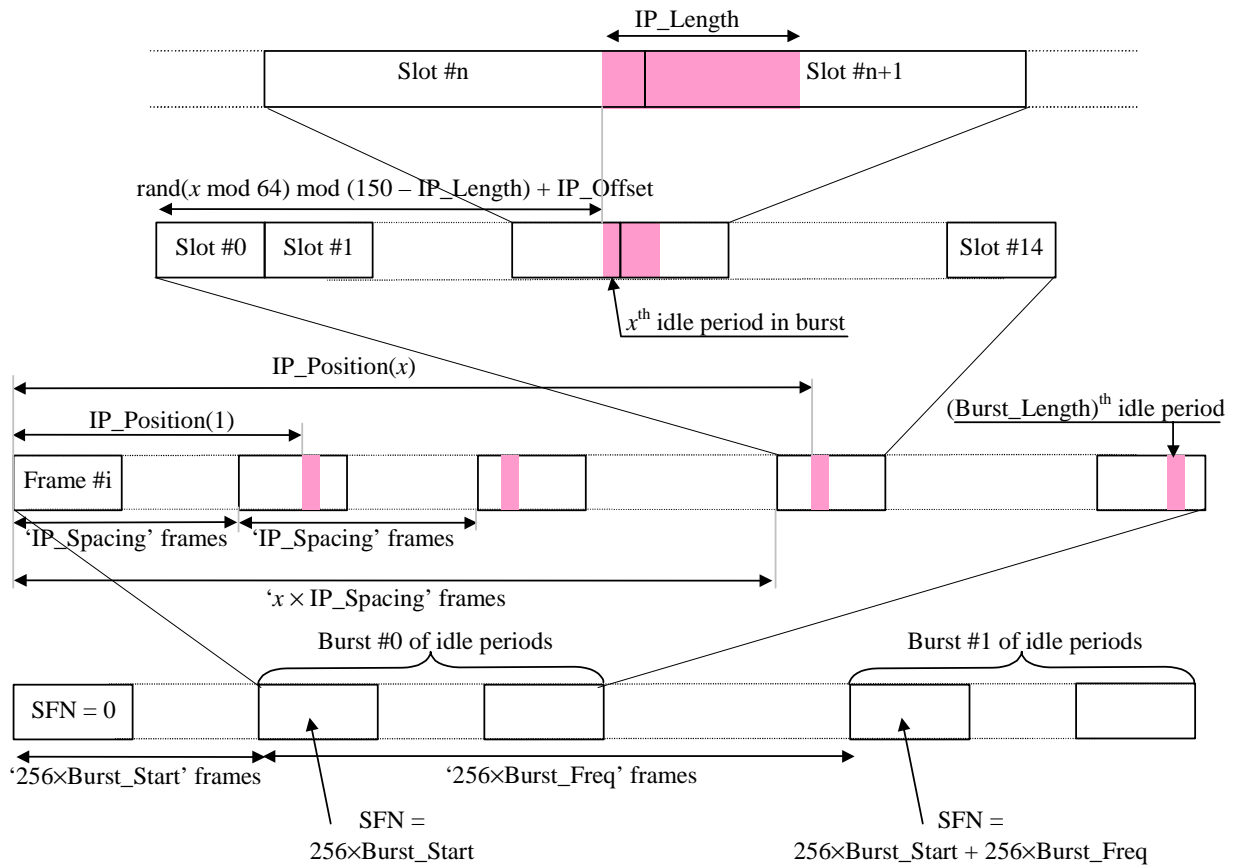 IP_Length
Slot #n
Slot #n+1
rand(x mod 64) mod (150 – IP_Length) + IP_Offset
Slot #0
Slot #1
Slot #14
xth idle period in burst
IP_Position(x)
(Burst_Length)th idle period
IP_Position(1)
Frame #i
‘IP_Spacing’ frames
‘IP_Spacing’ frames
‘x × IP_Spacing’ frames
Burst #0 of idle periods
Burst #1 of idle periods
SFN = 0
‘256×Burst_Start’ frames
‘256×Burst_Freq’ frames
SFN =
256×Burst_Start
SFN =
256×Burst_Start + 256×Burst_Freq